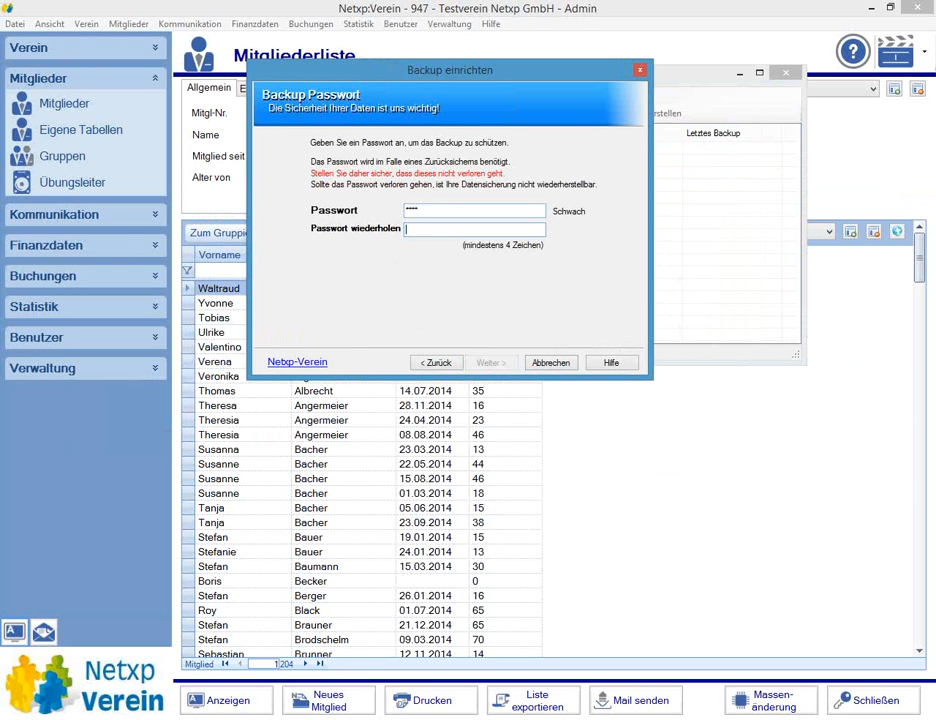 Netxp:Verein - 947 - Testverein Netxp GmbH - Admin
Datei Ansicht Verein Mitglieder Kommunikation Finanzdaten Buchungen Statistik Benutzer Verwaltung Hilfe
Verein
Mitglieder
Mitglieder
Eigene Tabellen
Gruppen
Übungsleiter
Kommunikation
Finanzdaten
Buchungen
Statistik
Benutzer
Verwaltung
Netxp
Verein
Mitgliederliste
Allgemein
Mitgl-Nr.
Name
Mitglied seit
Alter von
Letztes Backup
Backup einrichten
Backup Passwort
Die Sicherheit Ihrer Daten ist uns wichtig!
Geben Sie ein Passwort an, um das Backup zu schützen.
Das Passwort wird im Falle eines Zurücksicherns benötigt.
Stellen Sie daher sicher, dass dieses nicht verloren geht.
Sollte das Passwort verloren gehen, ist Ihre Datensicherung nicht wiederherstellbar.
Passwort **** Schwach
Passwort wiederholen
(mindestens 4 Zeichen)
Netxp-Verein < Zurück Weiter > Abbrechen Hilfe
Vorname
Waltraud
Yvonne
Tobias
Ulrike
Valentino
Verena
Veronika
Thomas Albrecht 14.07.2014 35
Theresa Angermeier 28.11.2014 16
Theresia Angermeier 24.04.2014 23
Theresia Angermeier 08.08.2014 46
Susanna Bacher 23.03.2014 13
Susanne Bacher 22.05.2014 44
Susanne Bacher 15.08.2014 46
Susanne Bacher 01.03.2014 18
Tanja Bacher 05.06.2014 15
Tanja Bacher 23.09.2014 38
Stefan Bauer 19.01.2014 15
Stefanie Bauer 24.01.2014 13
Stefan Baumann 15.03.2014 30
Boris Becker 0
Stefan Berger 26.01.2014 16
Roy Black 01.07.2014 65
Stefan Brauner 21.12.2014 65
Stefan Brodschelm 09.03.2014 70
Sebastian Brunner 12.11.2014 14
Mitglied 1 204
Anzeigen
Neues Mitglied
Drucken
Liste exportieren
Mail senden
Massen-
änderung
Schließen